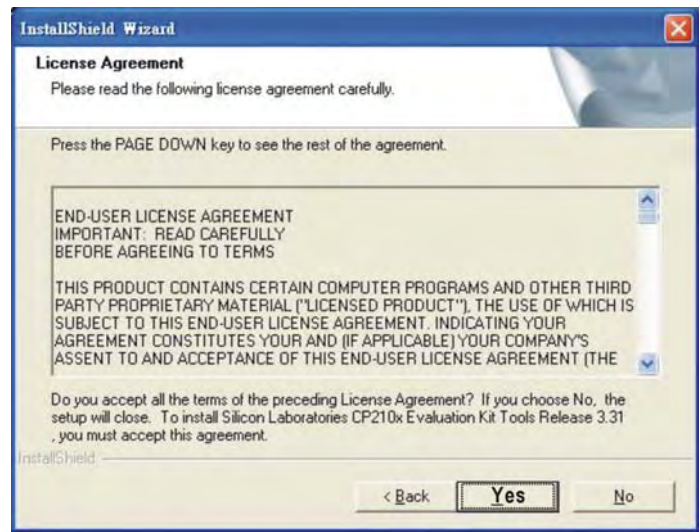 InstallShield Wizard
License Agreement
Please read the following license agreement carefully.
Press the PAGE DOWN key to see the rest of the agreement.
END-USER LICENSE AGREEMENT
IMPORTANT: READ CAREFULLY
BEFORE AGREEING TO TERMS
THIS PRODUCT CONTAINS CERTAIN COMPUTER PROGRAMS AND OTHER THIRD
PARTY PROPRIETARY MATERIAL ("LICENSED PRODUCT"), THE USE OF WHICH IS
SUBJECT TO THIS END-USER LICENSE AGREEMENT. INDICATING YOUR
AGREEMENT CONSTITUTES YOUR AND (IF APPLICABLE) YOUR COMPANY'S
ASSENT TO AND ACCEPTANCE OF THIS END-USER LICENSE AGREEMENT (THE
Do you accept all the terms of the preceding License Agreement? If you choose No, the
setup will close. To install Silicon Laboratories CP210x Evaluation Kit Tools Release 3.31
, you must accept this agreement.
InstallShield
< Back Yes No